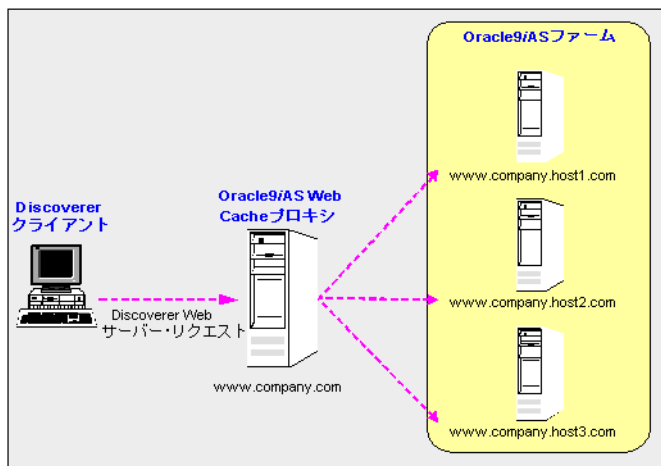 Oracle9iASファーム
www.company.host1.com
Oracle9iAS Web
Cacheプロキシ
Discoverer
クライアント
www.company.host2.com
Discoverer Web
サーバー・リクエスト
www.company.com
www.company.host3.com